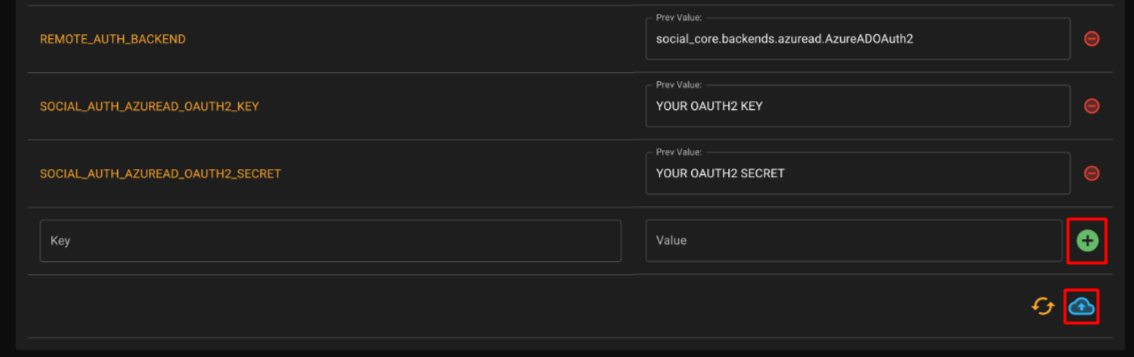 REMOTE_AUTH_BACKEND
Prev Value:
social_core.backends.azuread.AzureADOAuth2
SOCIAL_AUTH_AZUREAD_OAUTH2_KEY
Prev Value:
YOUR OAUTH2 KEY
SOCIAL_AUTH_AZUREAD_OAUTH2_SECRET
Prev Value:
YOUR OAUTH2 SECRET
Key
Value